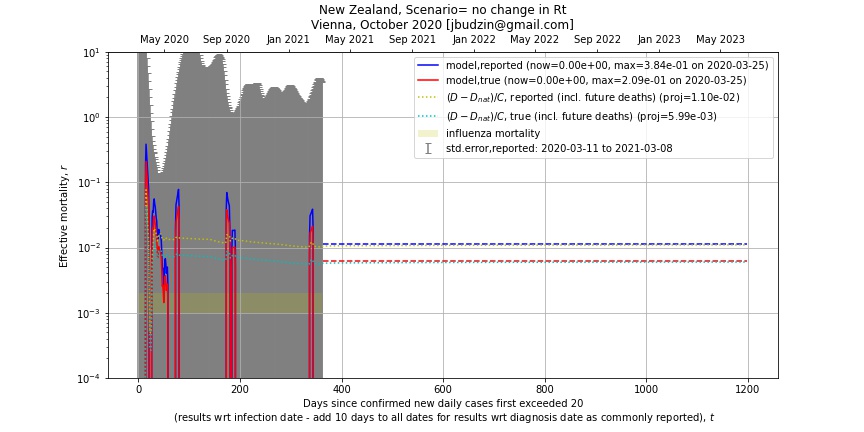 New Zealand, Scenario= no change in Rt
Vienna, October 2020 [jbudzin@gmail.com]
May 2020 Sep 2020 Jan 2021 May 2021 Sep 2021 Jan 2022 May 2022 Sep 2022 Jan 2023 May 2023
model,reported (now=0.00e+00, max=3.84e-01 on 2020-03-25)
model,true (now=0.00e+00, max=2.09e-01 on 2020-03-25)
(D − D_nat)/C, reported (incl. future deaths) (proj=1.10e-02)
(D − D_nat)/C, true (incl. future deaths) (proj=5.99e-03)
influenza mortality
std.error,reported: 2020-03-11 to 2021-03-08
Effective mortality, r
10¹
10⁰
10⁻¹
10⁻²
10⁻³
10⁻⁴
0 200 400 600 800 1000 1200
Days since confirmed new daily cases first exceeded 20
(results wrt infection date - add 10 days to all dates for results wrt diagnosis date as commonly reported), t